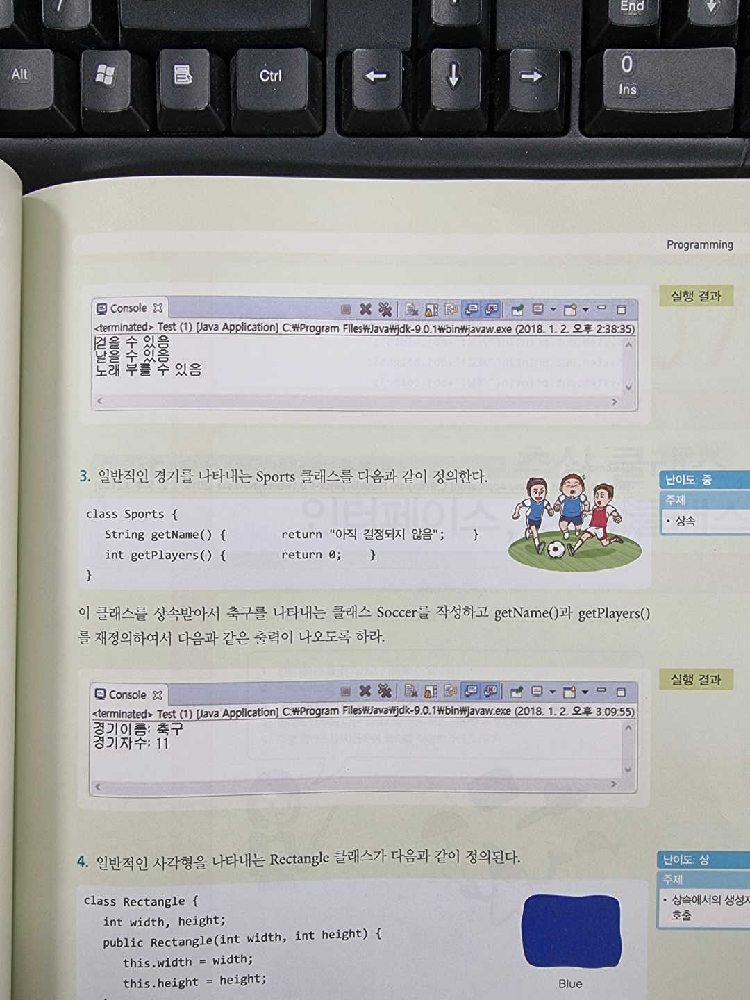 End
Alt
Ctrl
0
Ins
Programming
실행 결과
Console
<terminated> Test (1) [Java Application] C:₩Program Files₩Java₩jdk-9.0.1₩bin₩javaw.exe (2018. 1. 2. 오후 2:38:35)
걷을 수 있음
날을 수 있음
노래 부를 수 있음
3. 일반적인 경기를 나타내는 Sports 클래스를 다음과 같이 정의한다.
난이도: 중
주제
• 상속
class Sports {
String getName() { return "아직 결정되지 않음"; }
int getPlayers() { return 0; }
}
이 클래스를 상속받아서 축구를 나타내는 클래스 Soccer를 작성하고 getName()과 getPlayers()
를 재정의하여서 다음과 같은 출력이 나오도록 하라.
실행 결과
Console
<terminated> Test (1) [Java Application] C:₩Program Files₩Java₩jdk-9.0.1₩bin₩javaw.exe (2018. 1. 2. 오후 3:09:55)
경기이름: 축구
경기자수: 11
4. 일반적인 사각형을 나타내는 Rectangle 클래스가 다음과 같이 정의된다.
난이도: 상
주제
• 상속에서의 생성자
호출
class Rectangle {
int width, height;
public Rectangle(int width, int height) {
this.width = width;
this.height = height;
Blue